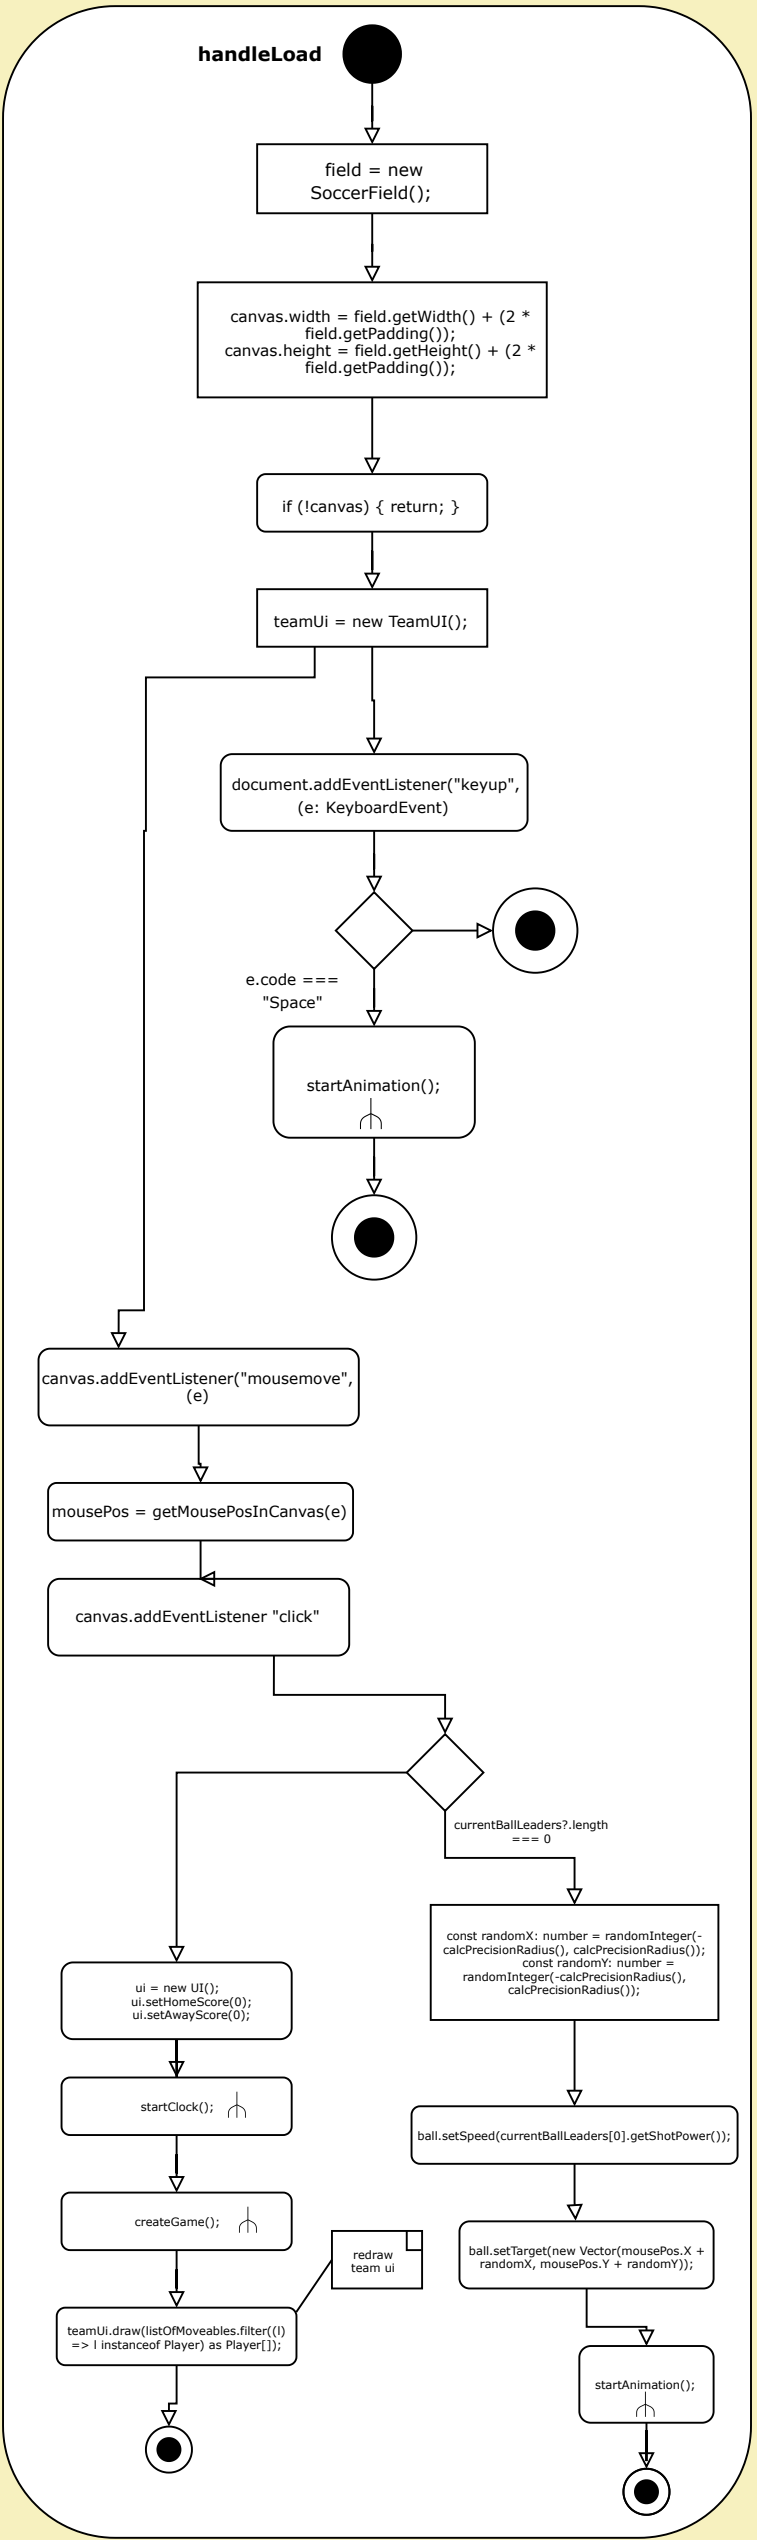 handleLoad
field = new
SoccerField();
canvas.width = field.getWidth() + (2 *
field.getPadding());
canvas.height = field.getHeight() + (2 *
field.getPadding());
if (!canvas) { return; }
teamUi = new TeamUI();
document.addEventListener("keyup",
(e: KeyboardEvent)
e.code ===
"Space"
startAnimation();
canvas.addEventListener("mousemove",
(e)
mousePos = getMousePosInCanvas(e)
canvas.addEventListener "click"
currentBallLeaders?.length
=== 0
const randomX: number = randomInteger(-
calcPrecisionRadius(), calcPrecisionRadius());
const randomY: number =
randomInteger(-calcPrecisionRadius(),
calcPrecisionRadius());
ui = new UI();
ui.setHomeScore(0);
ui.setAwayScore(0);
startClock();
ball.setSpeed(currentBallLeaders[0].getShotPower());
createGame();
redraw
team ui
ball.setTarget(new Vector(mousePos.X +
randomX, mousePos.Y + randomY));
teamUi.draw(listOfMoveables.filter((l)
=> l instanceof Player) as Player[]);
startAnimation();